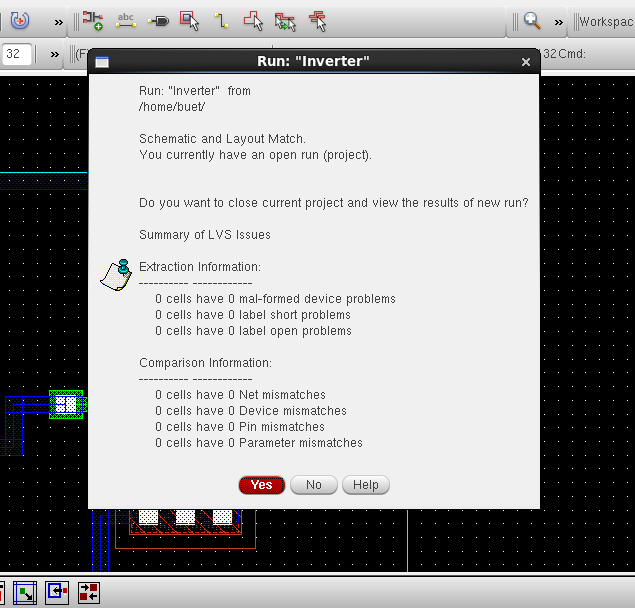 abc
»
»
Workspac
32
»
(F
32 Cmd:
Run: "Inverter"
Run: "Inverter" from
/home/buet/
Schematic and Layout Match.
You currently have an open run (project).
Do you want to close current project and view the results of new run?
Summary of LVS Issues
Extraction Information:
---------- ------------
0 cells have 0 mal-formed device problems
0 cells have 0 label short problems
0 cells have 0 label open problems
Comparison Information:
---------- ------------
0 cells have 0 Net mismatches
0 cells have 0 Device mismatches
0 cells have 0 Pin mismatches
0 cells have 0 Parameter mismatches
Yes No Help